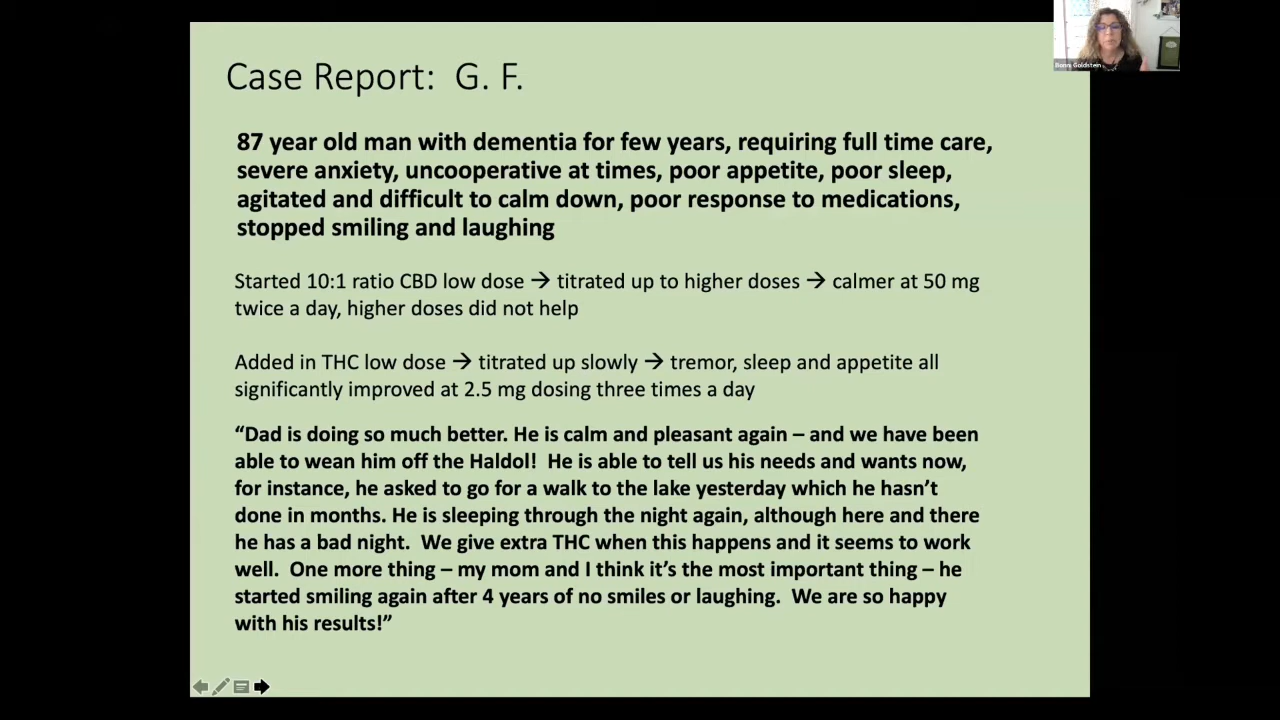 Bonni Goldstein
Case Report: G. F.
87 year old man with dementia for few years, requiring full time care,
severe anxiety, uncooperative at times, poor appetite, poor sleep,
agitated and difficult to calm down, poor response to medications,
stopped smiling and laughing
Started 10:1 ratio CBD low dose → titrated up to higher doses → calmer at 50 mg
twice a day, higher doses did not help
Added in THC low dose → titrated up slowly → tremor, sleep and appetite all
significantly improved at 2.5 mg dosing three times a day
“Dad is doing so much better. He is calm and pleasant again – and we have been
able to wean him off the Haldol!  He is able to tell us his needs and wants now,
for instance, he asked to go for a walk to the lake yesterday which he hasn’t
done in months. He is sleeping through the night again, although here and there
he has a bad night.  We give extra THC when this happens and it seems to work
well.  One more thing – my mom and I think it’s the most important thing – he
started smiling again after 4 years of no smiles or laughing.  We are so happy
with his results!”